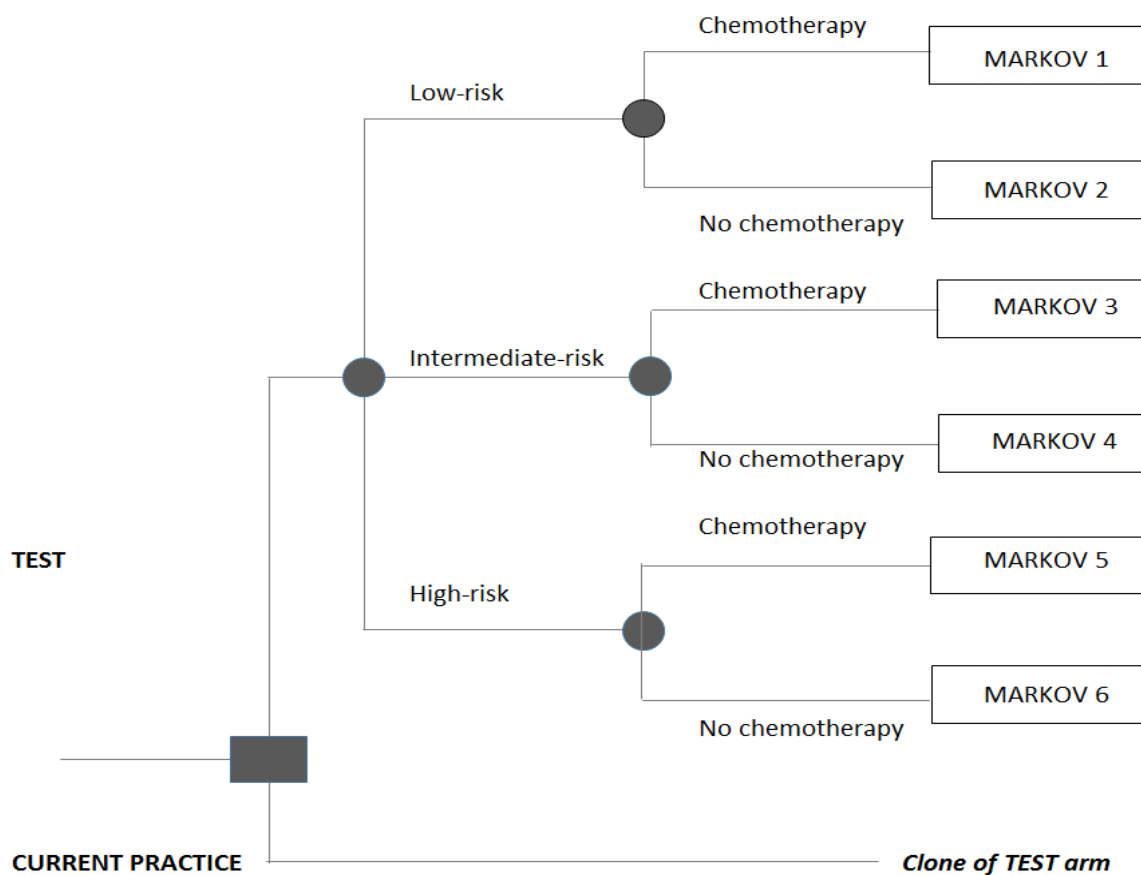 Chemotherapy
MARKOV 1
Low-risk
MARKOV 2
No chemotherapy
Chemotherapy
MARKOV 3
Intermediate-risk
MARKOV 4
No chemotherapy
Chemotherapy
TEST
MARKOV 5
High-risk
MARKOV 6
No chemotherapy
CURRENT PRACTICE
Clone of TEST arm